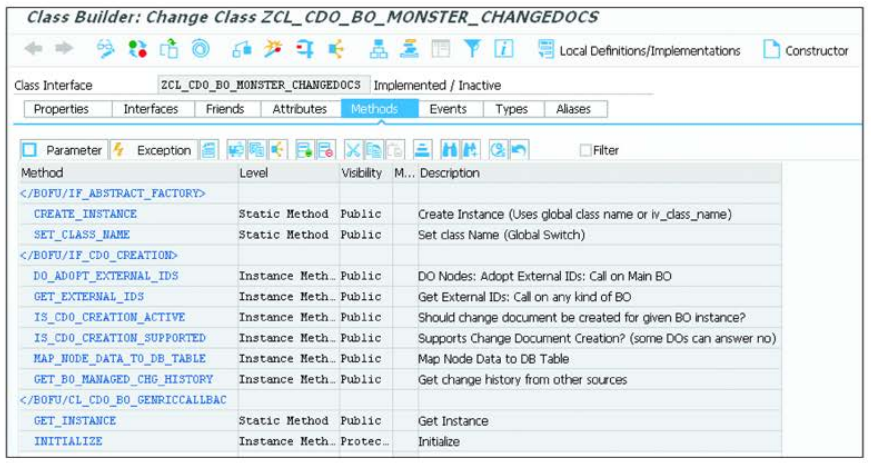 Class Builder: Change Class ZCL_CDO_BO_MONSTER_CHANGEDOCS
Local Definitions/Implementations Constructor
Class Interface ZCL_CDO_BO_MONSTER_CHANGEDOCS Implemented / Inactive
Properties Interfaces Friends Attributes Methods Events Types Aliases
Parameter Exception Filter
Method Level Visibility M... Description
</BOFU/IF_ABSTRACT_FACTORY>
CREATE_INSTANCE Static Method Public Create Instance (Uses global class name or iv_class_name)
SET_CLASS_NAME Static Method Public Set class Name (Global Switch)
</BOFU/IF_CDO_CREATION>
DO_ADOPT_EXTERNAL_IDS Instance Meth… Public DO Nodes: Adopt External IDs: Call on Main BO
GET_EXTERNAL_IDS Instance Meth… Public Get External IDs: Call on any kind of BO
IS_CDO_CREATION_ACTIVE Instance Meth… Public Should change document be created for given BO instance?
IS_CDO_CREATION_SUPPORTED Instance Meth… Public Supports Change Document Creation? (some DOs can answer no)
MAP_NODE_DATA_TO_DB_TABLE Instance Meth… Public Map Node Data to DB Table
GET_BO_MANAGED_CHG_HISTORY Instance Meth… Public Get change history from other sources
</BOFU/CL_CDO_BO_GENRICCALLBAC
GET_INSTANCE Static Method Public Get Instance
INITIALIZE Instance Meth… Protec… Initialize